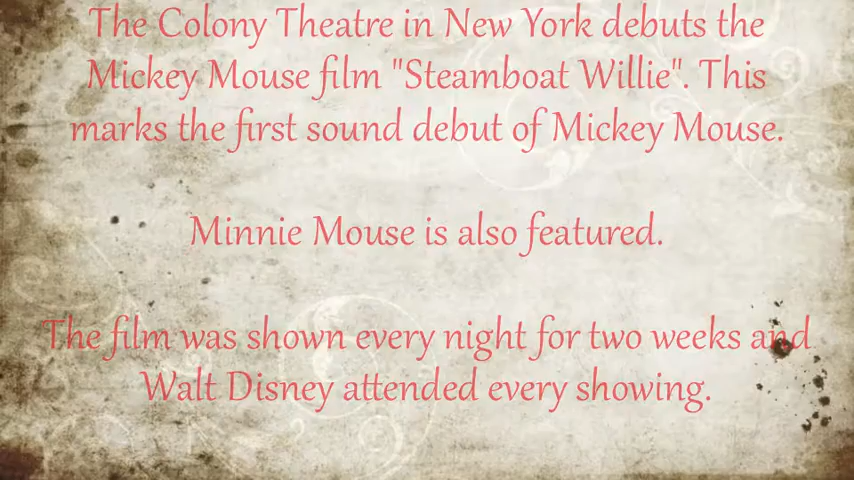 The Colony Theatre in New York debuts the
Mickey Mouse film "Steamboat Willie". This
marks the first sound debut of Mickey Mouse.
Minnie Mouse is also featured.
The film was shown every night for two weeks and
Walt Disney attended every showing.